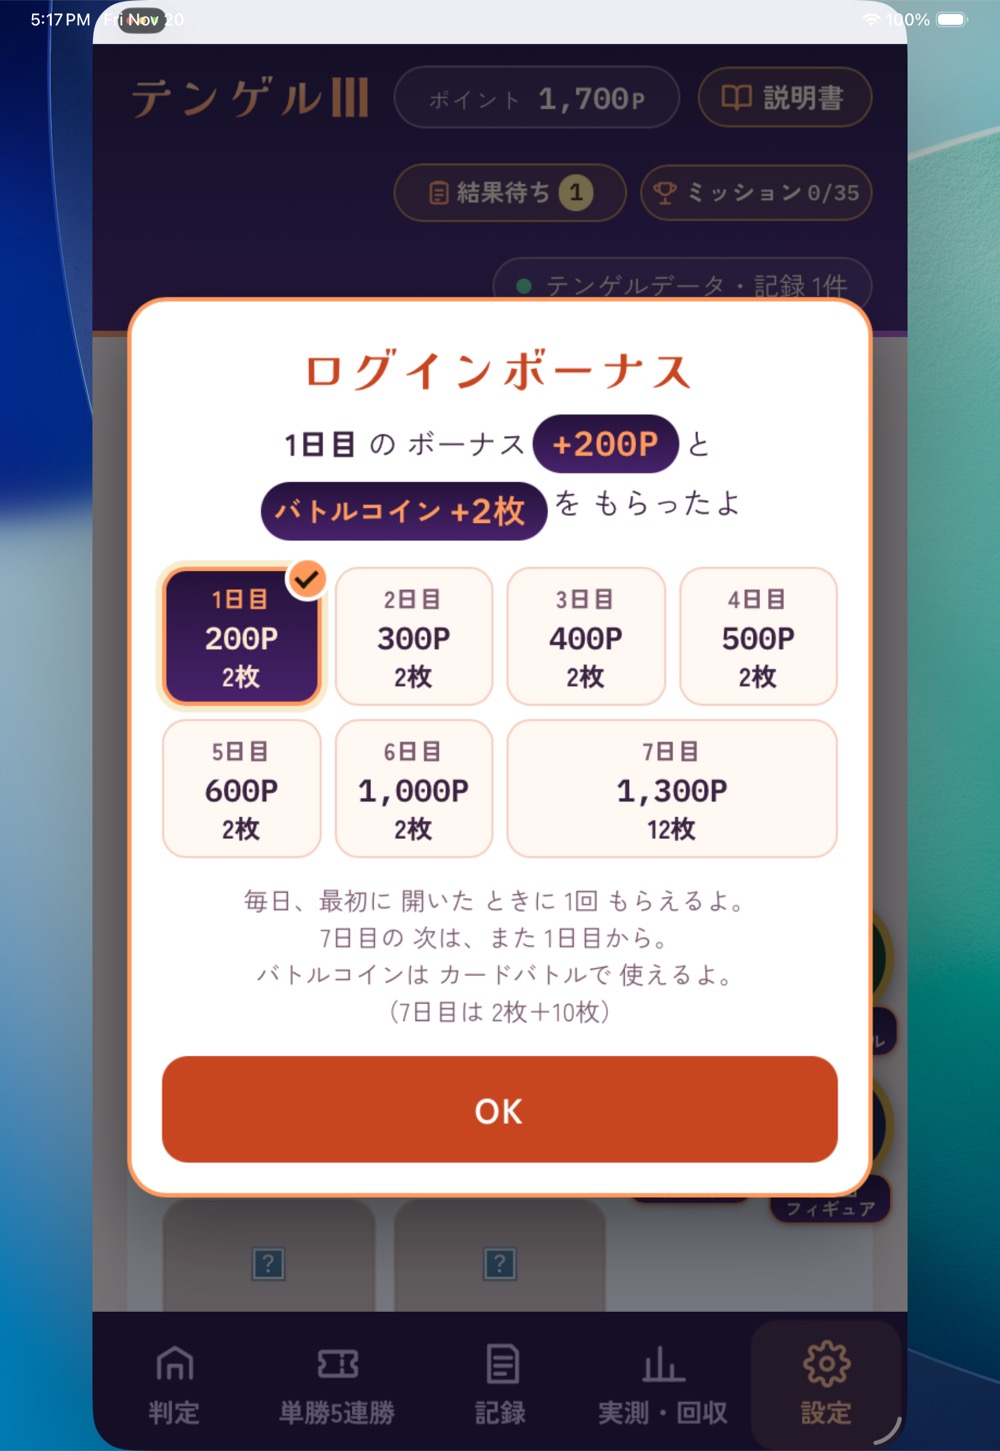 5:17 PM Fri Nov 20
100%
テンゲルIII
ポイント 1,700P
説明書
結果待ち 1
ミッション 0/35
テンゲルデータ・記録 1件
ログインボーナス
1日目 の ボーナス +200P と
バトルコイン +2枚 を もらったよ
1日目
200P
2枚
2日目
300P
2枚
3日目
400P
2枚
4日目
500P
2枚
5日目
600P
2枚
6日目
1,000P
2枚
7日目
1,300P
12枚
毎日、最初に 開いた ときに 1回 もらえるよ。
7日目の 次は、また 1日目から。
バトルコインは カードバトルで 使えるよ。
（7日目は 2枚＋10枚）
OK
フィギュア
?
?
判定
単勝5連勝
記録
実測・回収
設定